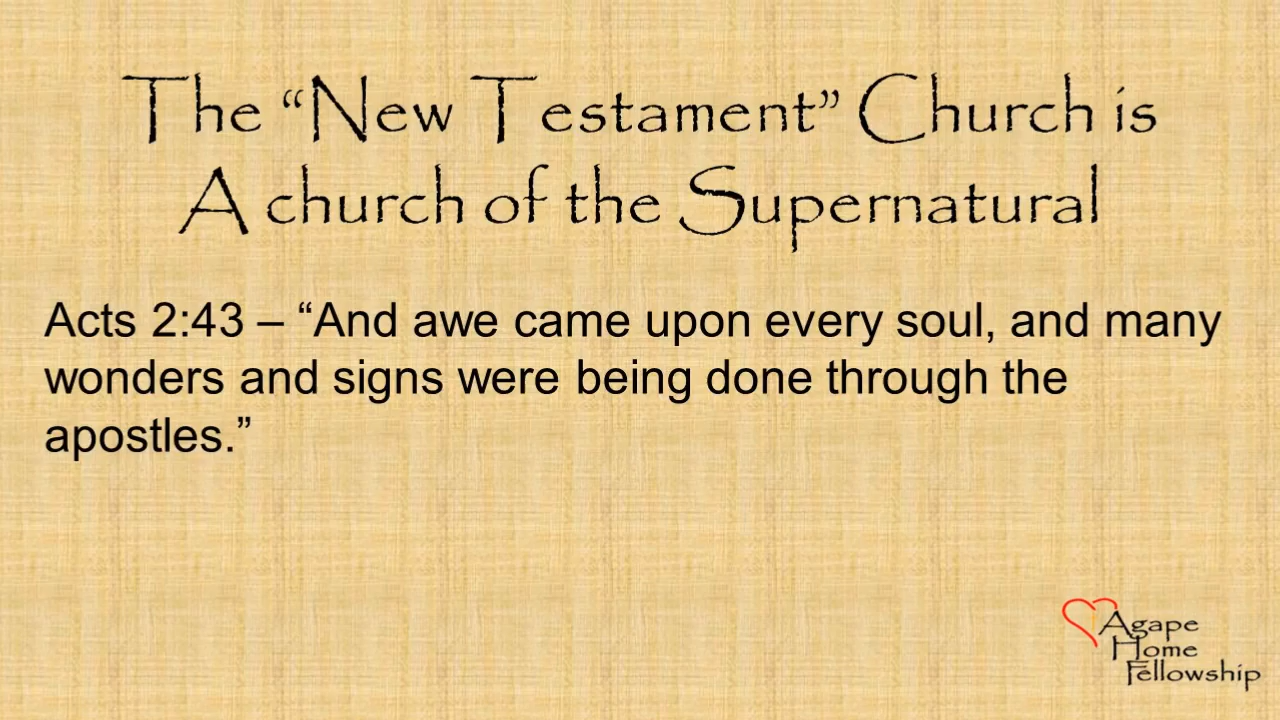 The “New Testament” Church is
A church of the Supernatural
Acts 2:43 – “And awe came upon every soul, and many
wonders and signs were being done through the
apostles.”
Agape
Home
Fellowship